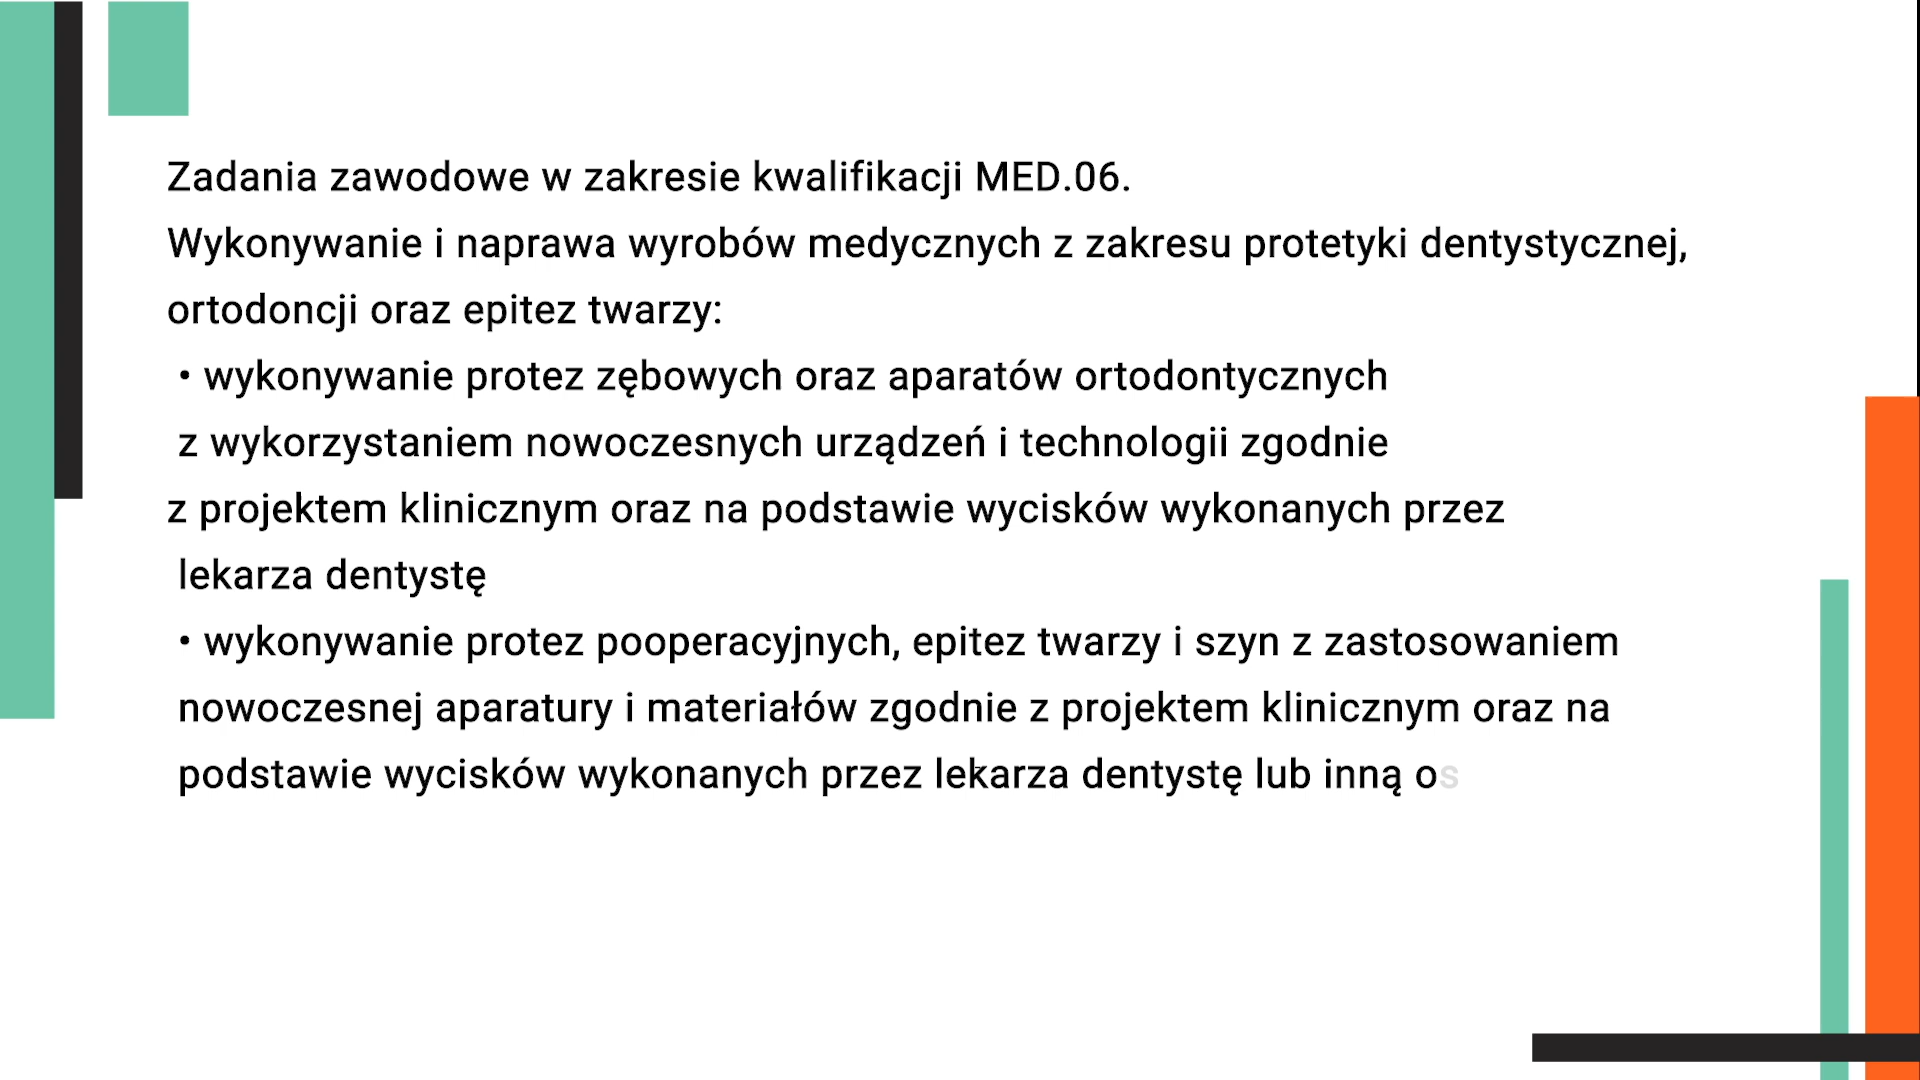 Zadania zawodowe w zakresie kwalifikacji MED.06.
Wykonywanie i naprawa wyrobów medycznych z zakresu protetyki dentystycznej,
ortodoncji oraz epitez twarzy:
• wykonywanie protez zębowych oraz aparatów ortodontycznych
z wykorzystaniem nowoczesnych urządzeń i technologii zgodnie
z projektem klinicznym oraz na podstawie wycisków wykonanych przez
lekarza dentystę
• wykonywanie protez pooperacyjnych, epitez twarzy i szyn z zastosowaniem
nowoczesnej aparatury i materiałów zgodnie z projektem klinicznym oraz na
podstawie wycisków wykonanych przez lekarza dentystę lub inną os